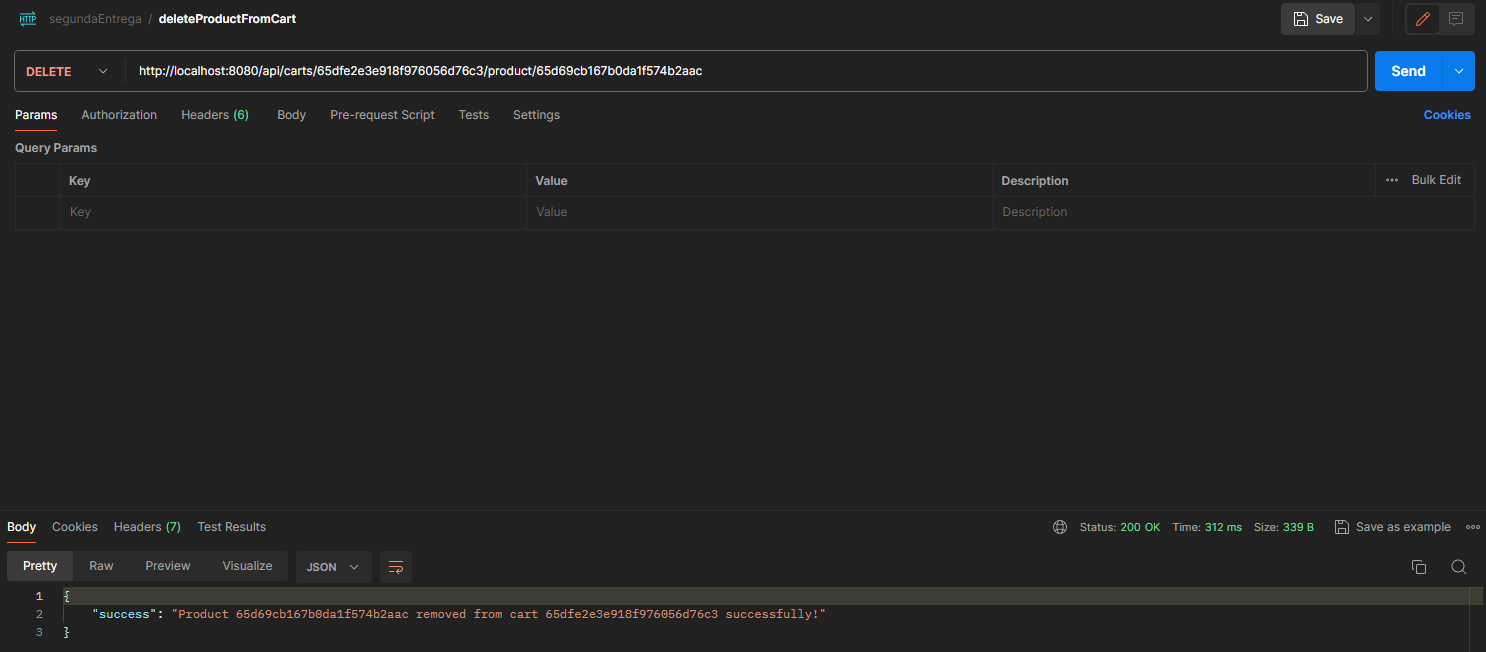 HTTP segundaEntrega / deleteProductFromCart Save
DELETE http://localhost:8080/api/carts/65dfe2e3e918f976056d76c3/product/65d69cb167b0da1f574b2aac Send
Params Authorization Headers (6) Body Pre-request Script Tests Settings Cookies
Query Params
Key Value Description Bulk Edit
Key Value Description
Body Cookies Headers (7) Test Results Status: 200 OK Time: 312 ms Size: 339 B Save as example
Pretty Raw Preview Visualize JSON
1 {
2 "success": "Product 65d69cb167b0da1f574b2aac removed from cart 65dfe2e3e918f976056d76c3 successfully!"
3 }